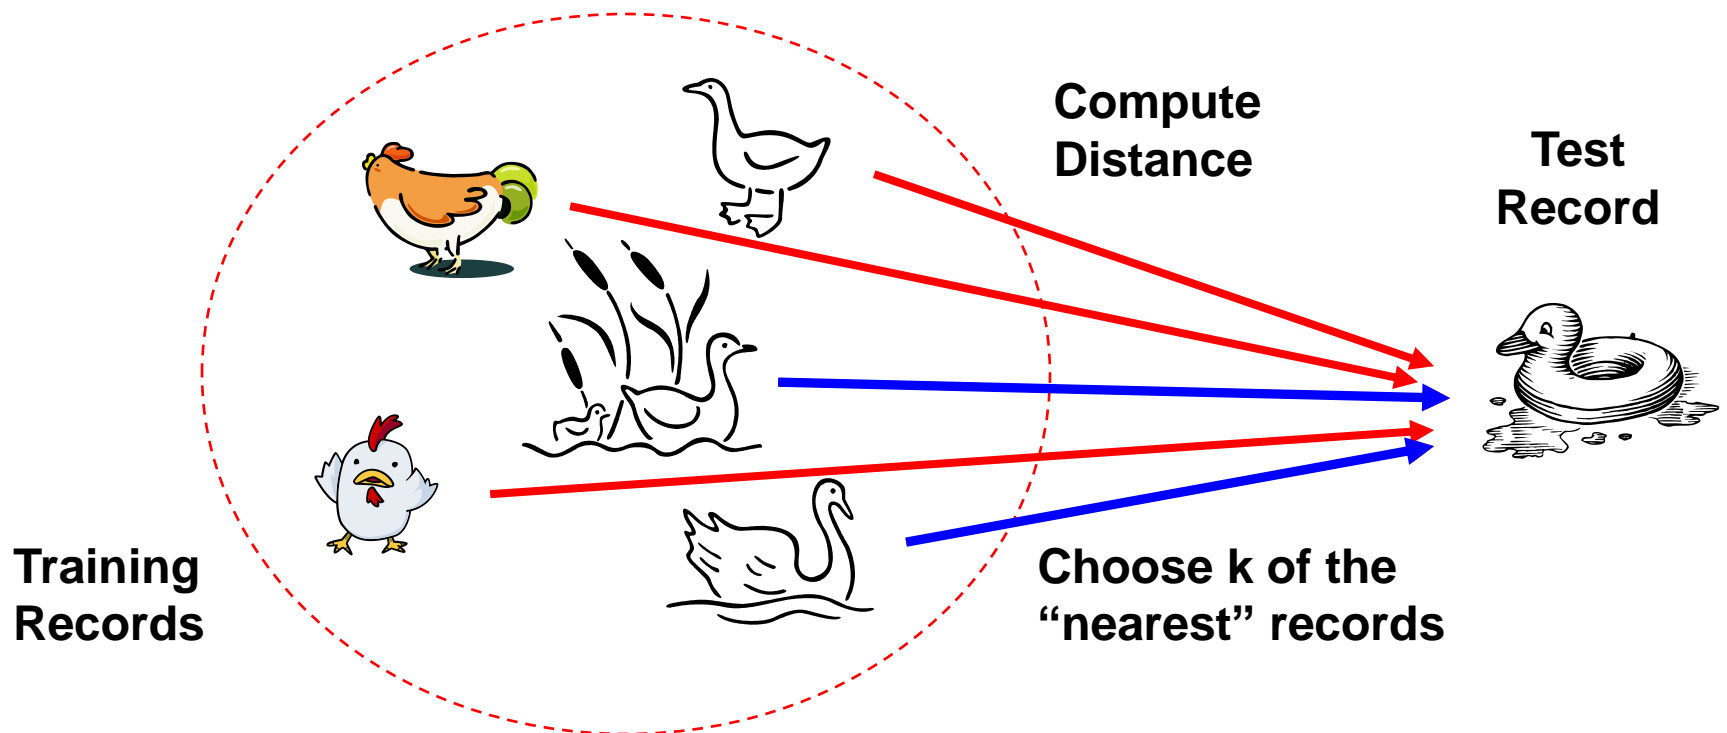 Compute
Distance
Test
Record
Training
Records
Choose k of the
“nearest” records